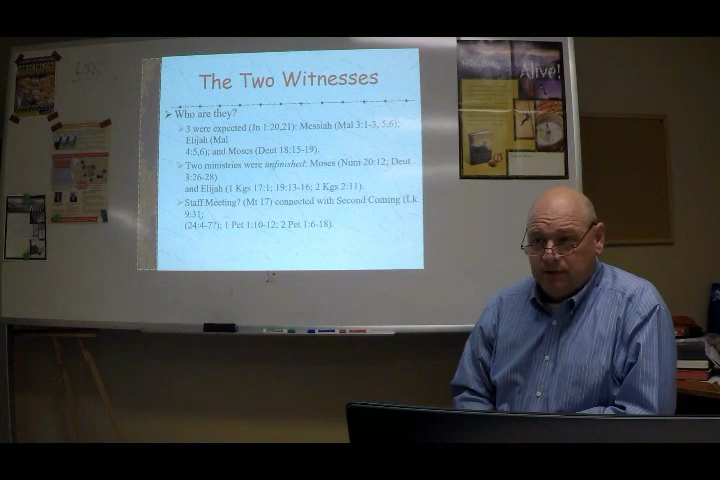 The Two Witnesses
Who are they?
3 were expected (Jn 1:20,21): Messiah (Mal 3:1-3, 5,6);
Elijah (Mal
4:5,6); and Moses (Deut 18:15-19).
Two ministries were unfinished: Moses (Num 20:12; Deut
3:26-28)
and Elijah (1 Kgs 17:1; 19:13-16; 2 Kgs 2:11).
Staff Meeting? (Mt 17) connected with Second Coming (Lk
9:31;
(24:4-7?); 1 Pet 1:10-12; 2 Pet 1:6-18).
LXX
Alive!